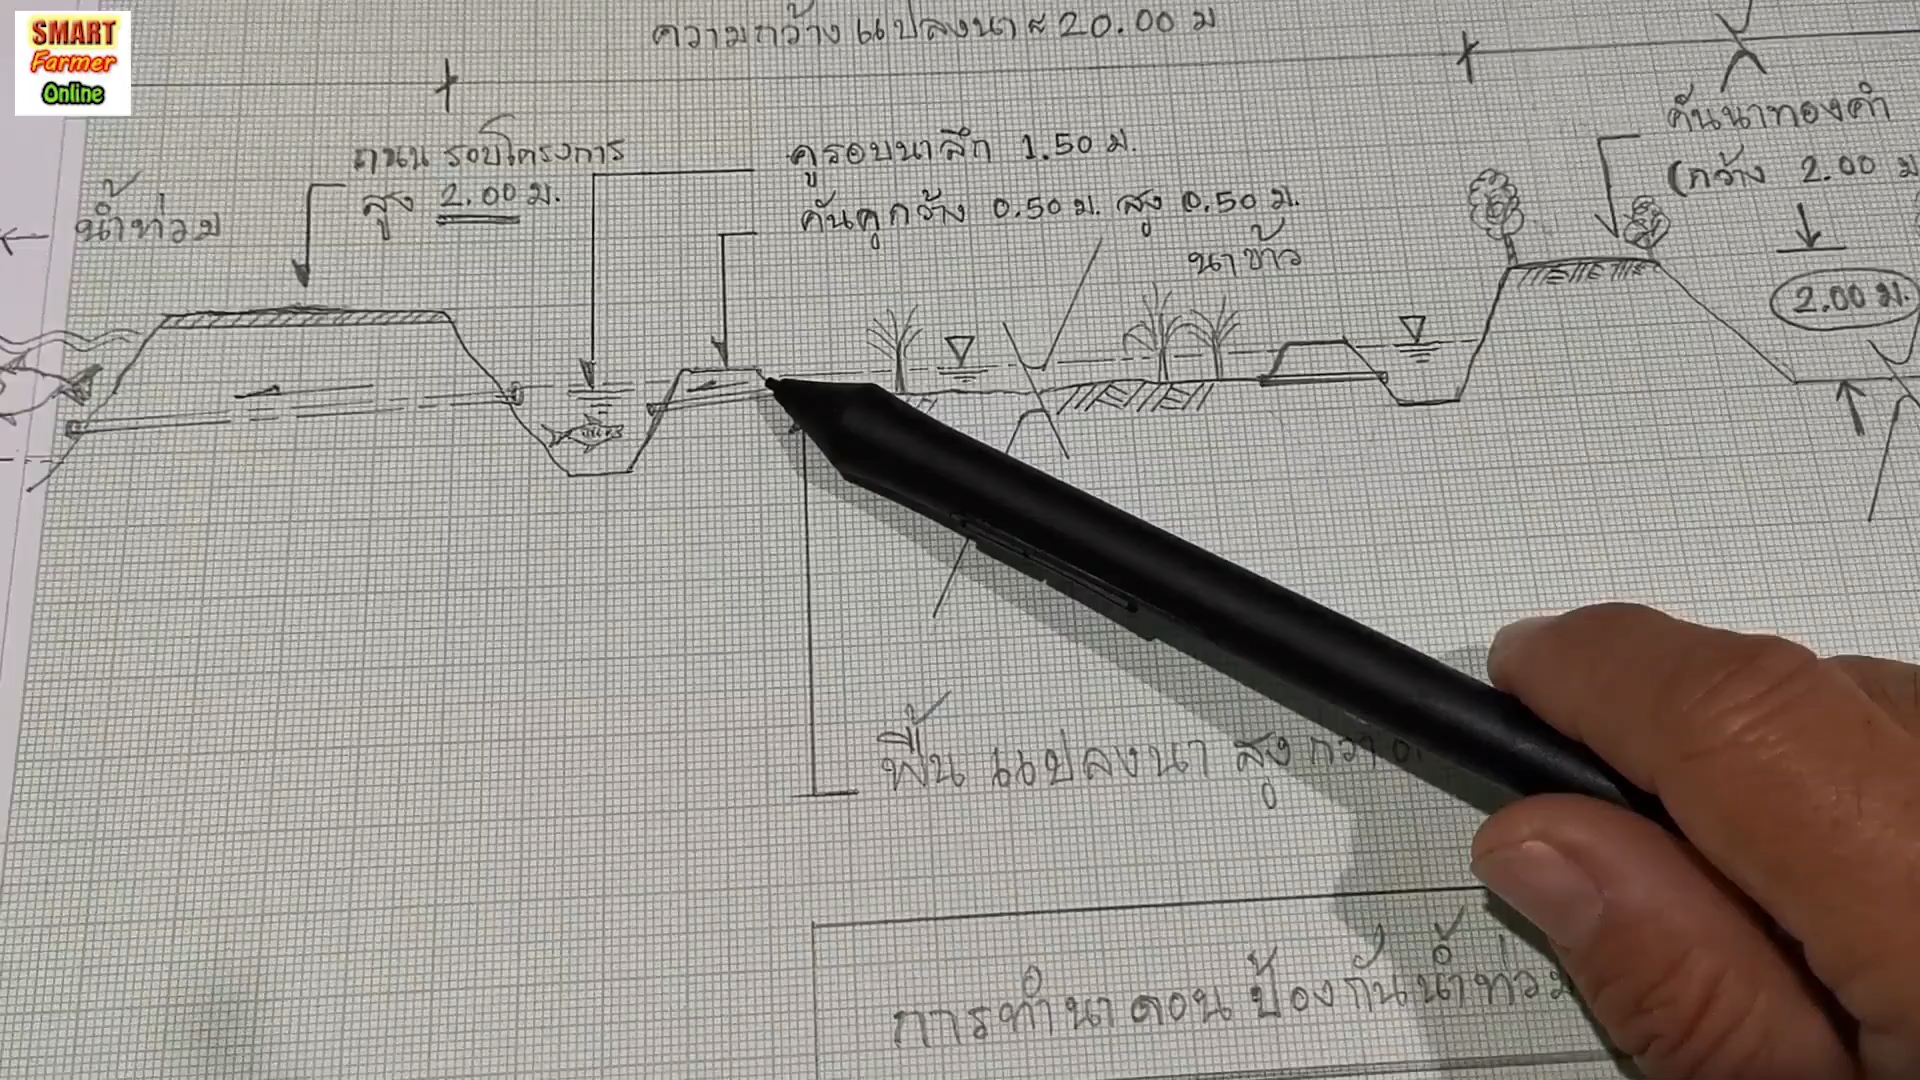 SMART
Farmer
Online
ความกว้างแปลงนา ≈ 20.00 ม
คันนาทองคำ
(กว้าง 2.00 ม
ถนน รอบโครงการ
สูง 2.00 ม.
คูรอบนาลึก 1.50 ม.
คันคูกว้าง 0.50 ม. สูง 0.50 ม.
น้ำท่วม
นาข้าว
2.00 ม.
พื้นแปลงนา สูงกว่า
การทำนาดอน ป้องกันน้ำท่วม